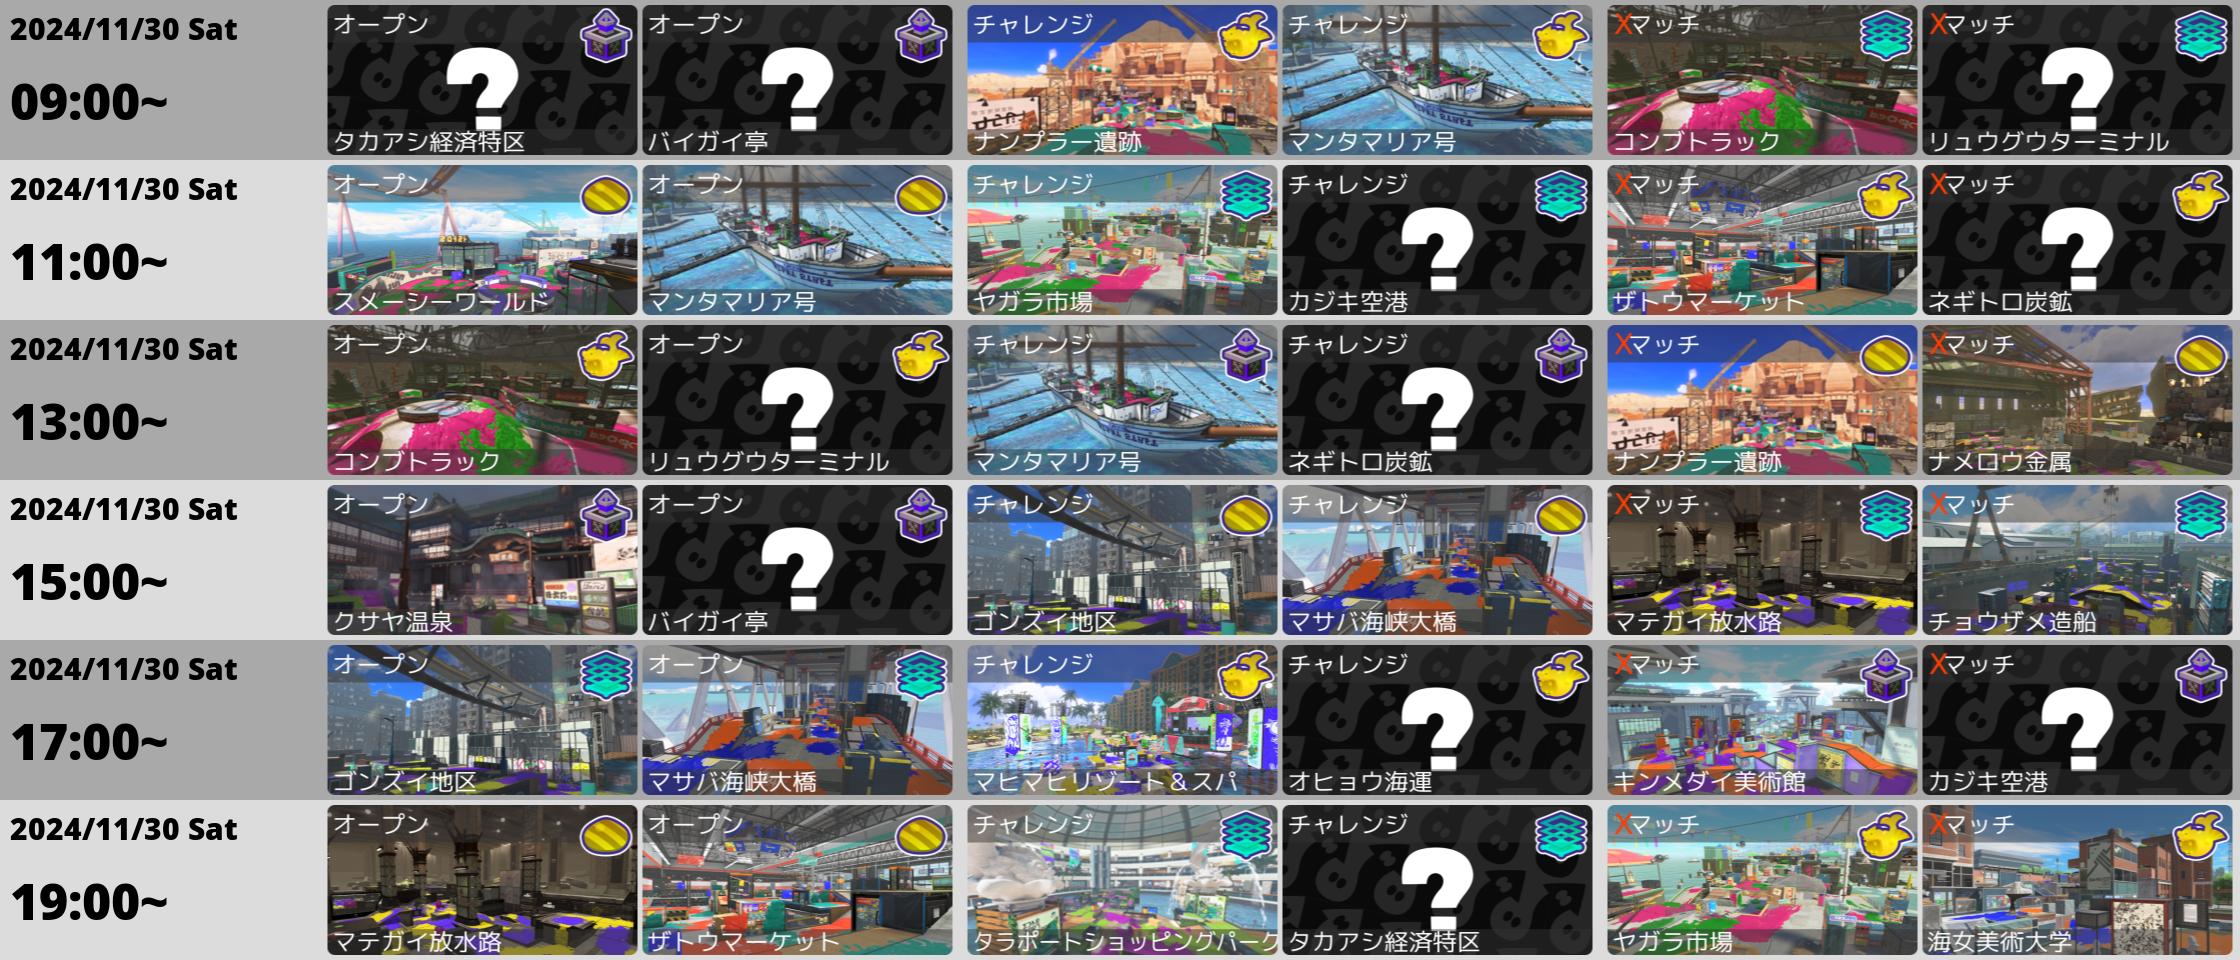 2024/11/30 Sat
09:00~
オープン
タカアシ経済特区
オープン
バイガイ亭
チャレンジ
ナンプラー遺跡
チャレンジ
マンタマリア号
Xマッチ
コンブトラック
Xマッチ
リュウグウターミナル
2024/11/30 Sat
11:00~
オープン
スメーシーワールド
オープン
マンタマリア号
チャレンジ
ヤガラ市場
チャレンジ
カジキ空港
Xマッチ
ザトウマーケット
Xマッチ
ネギトロ炭鉱
2024/11/30 Sat
13:00~
オープン
コンブトラック
オープン
リュウグウターミナル
チャレンジ
マンタマリア号
チャレンジ
ネギトロ炭鉱
Xマッチ
ナンプラー遺跡
Xマッチ
ナメロウ金属
2024/11/30 Sat
15:00~
オープン
クサヤ温泉
オープン
バイガイ亭
チャレンジ
ゴンズイ地区
チャレンジ
マサバ海峡大橋
Xマッチ
マテガイ放水路
Xマッチ
チョウザメ造船
2024/11/30 Sat
17:00~
オープン
ゴンズイ地区
オープン
マサバ海峡大橋
チャレンジ
マヒマヒリゾート＆スパ
チャレンジ
オヒョウ海運
Xマッチ
キンメダイ美術館
Xマッチ
カジキ空港
2024/11/30 Sat
19:00~
オープン
マテガイ放水路
オープン
ザトウマーケット
チャレンジ
タラポートショッピングパーク
チャレンジ
タカアシ経済特区
Xマッチ
ヤガラ市場
Xマッチ
海女美術大学